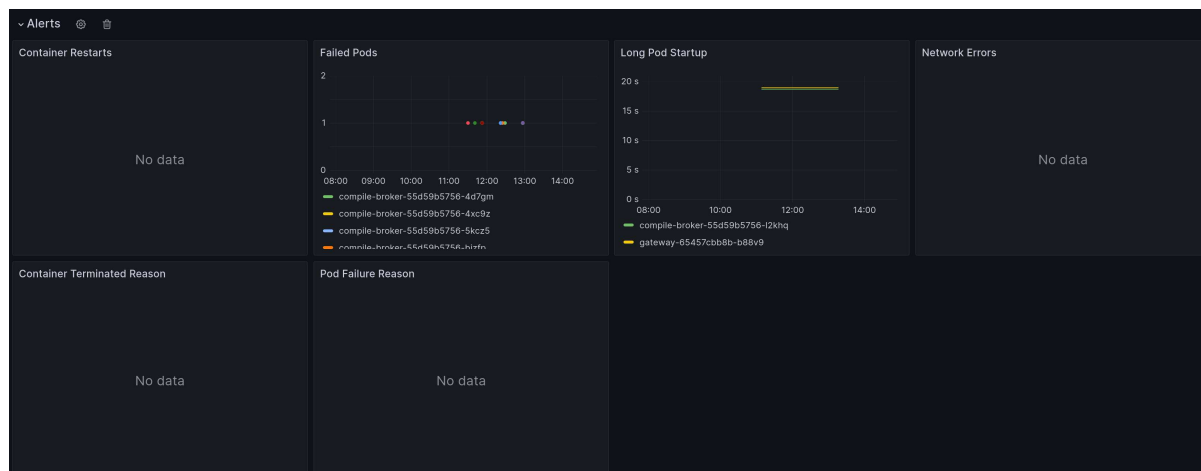 Alerts
Container Restarts
No data
Failed Pods
2
1
0
08:00 09:00 10:00 11:00 12:00 13:00 14:00
compile-broker-55d59b5756-4d7gm
compile-broker-55d59b5756-4xc9z
compile-broker-55d59b5756-5kcz5
Long Pod Startup
20 s
15 s
10 s
5 s
0 s
08:00 10:00 12:00 14:00
compile-broker-55d59b5756-l2khq
gateway-65457cbb8b-b88v9
Network Errors
No data
Container Terminated Reason
No data
Pod Failure Reason
No data